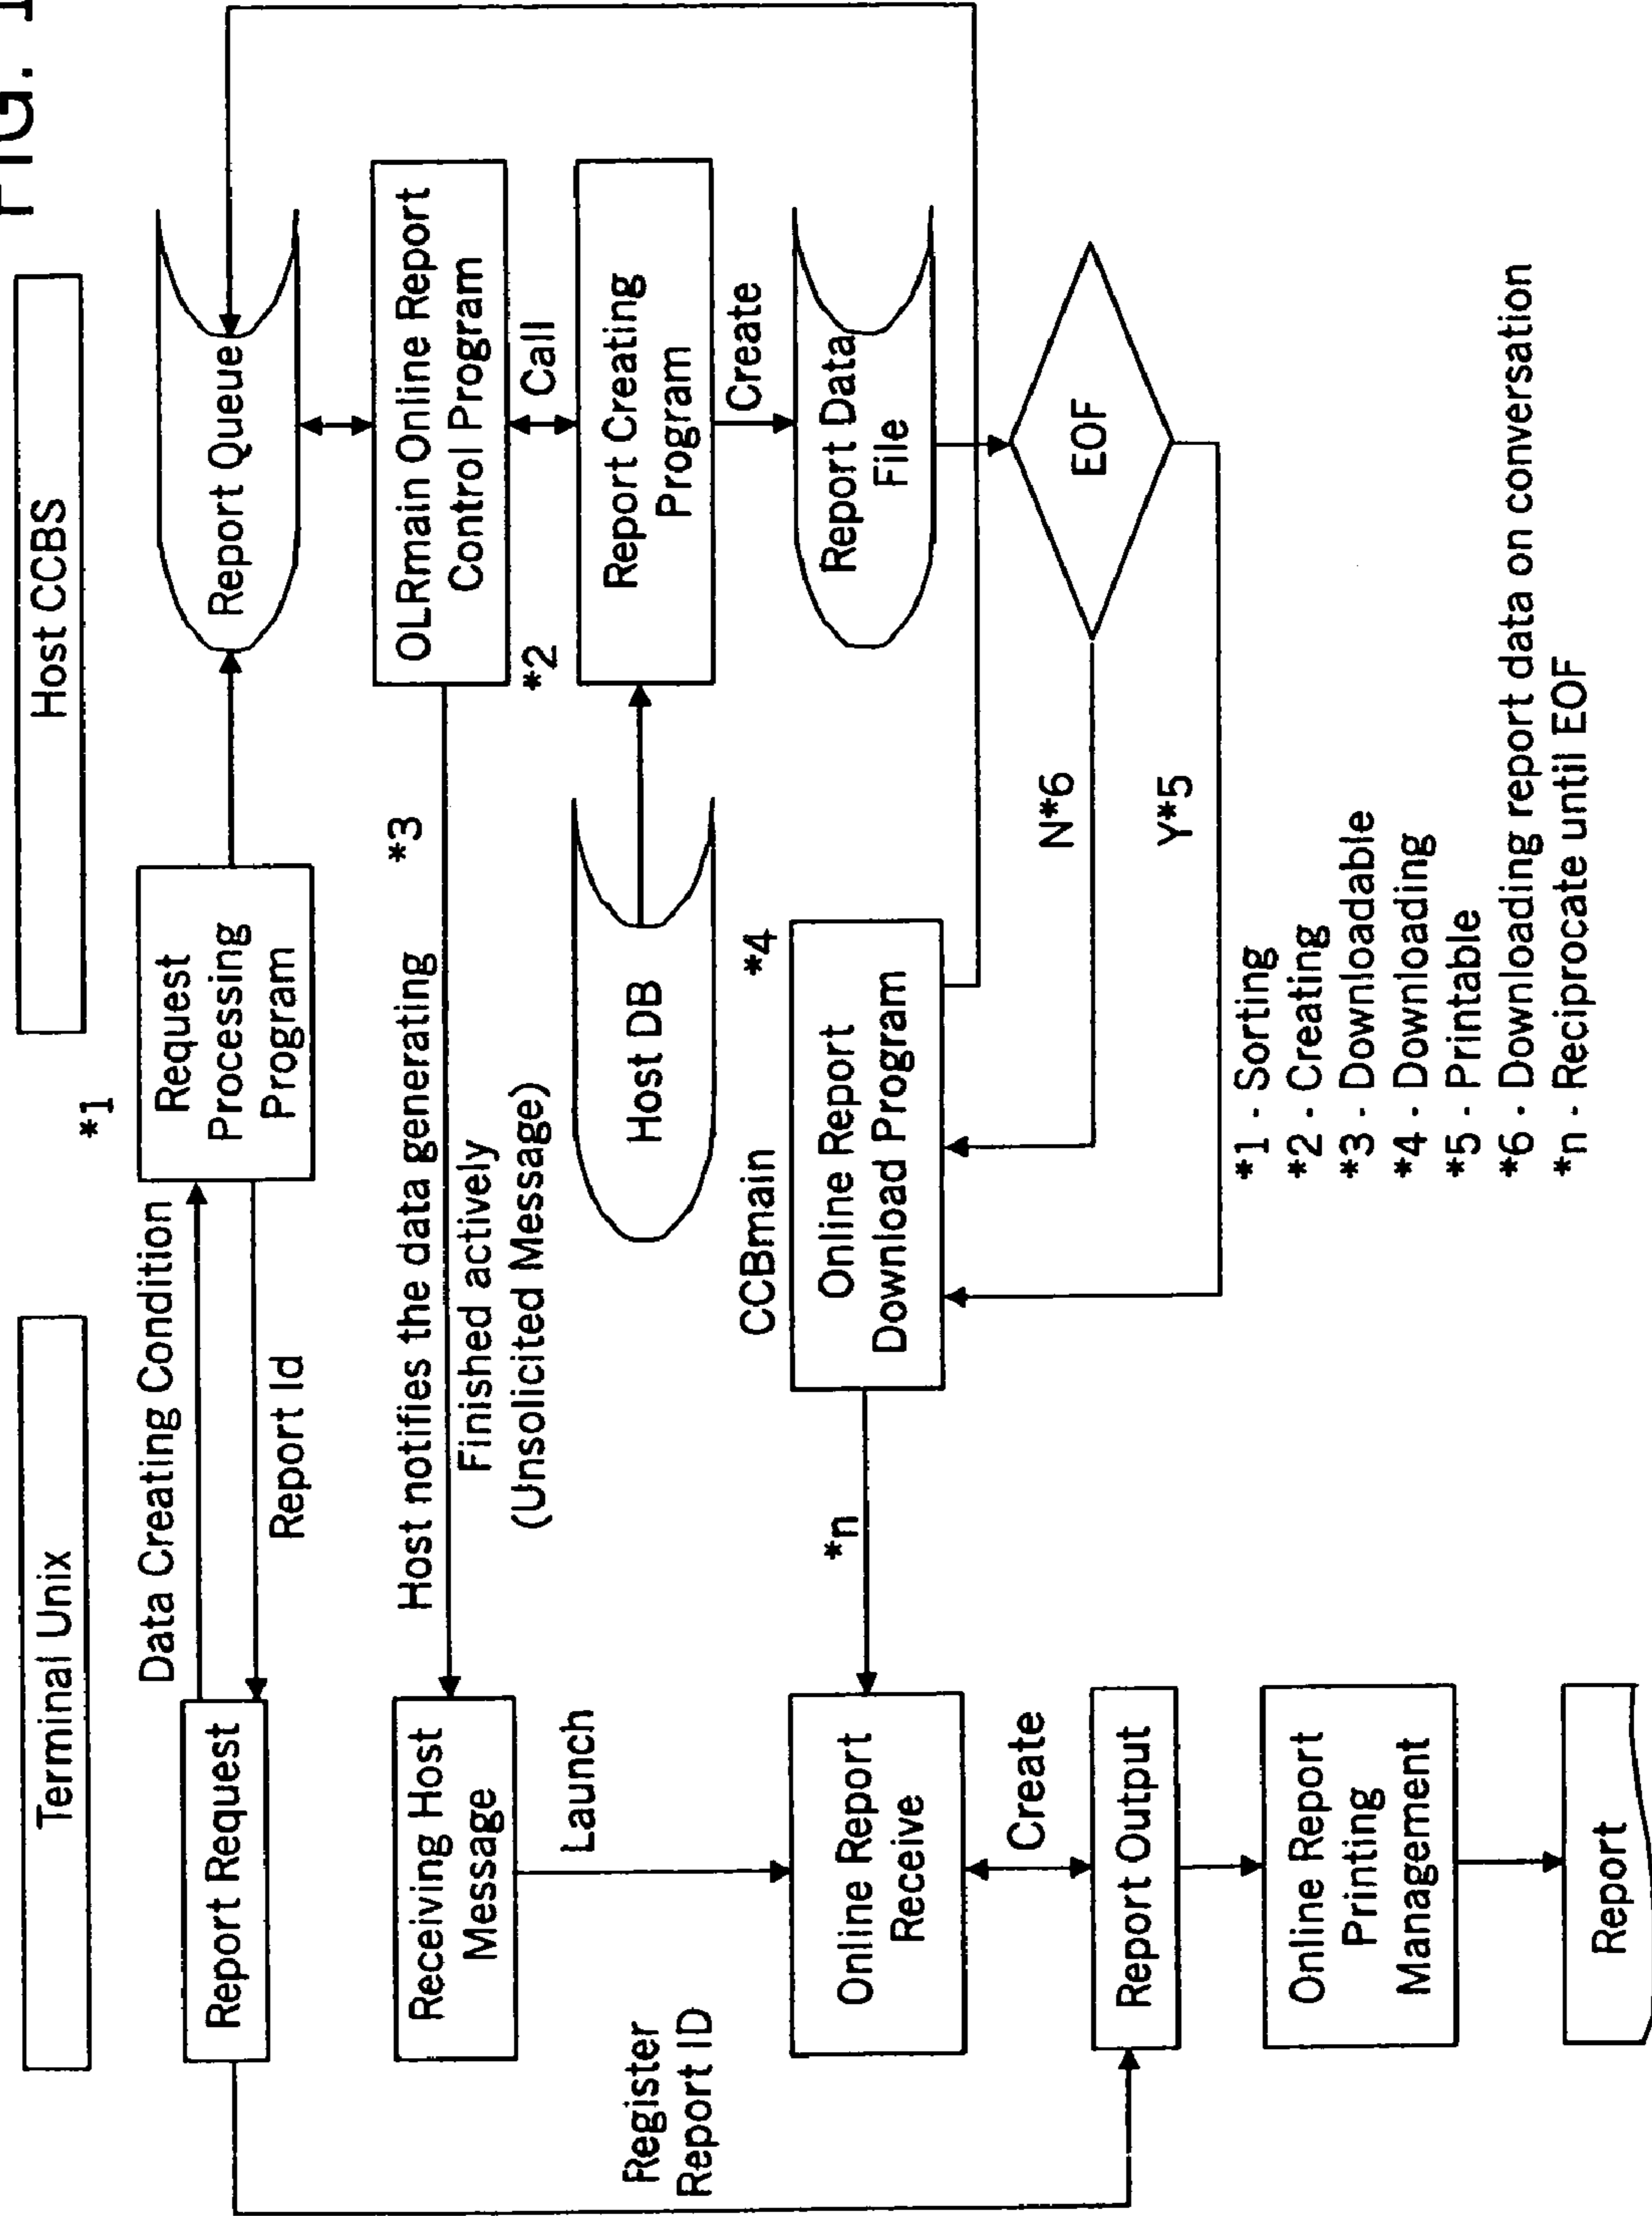 FIG. 1
Terminal Unix
Host CCBS
Report Request
Data Creating Condition
Report Id
*1
Request
Processing
Program
Report Queue
Receiving Host
Message
Host notifies the data generating
Finished actively
(Unsolicited Message)
*3
OLRmain Online Report
Control Program
*2
Call
Launch
Host DB
Report Creating
Program
Create
Register
Report ID
Online Report
Receive
*n
CCBmain
*4
Online Report
Download Program
Report Data
File
Create
Report Output
N*6
Y*5
EOF
Online Report
Printing
Management
Report
*1 - Sorting
*2 - Creating
*3 - Downloadable
*4 - Downloading
*5 - Printable
*6 - Downloading report data on conversation
*n - Reciprocate until EOF